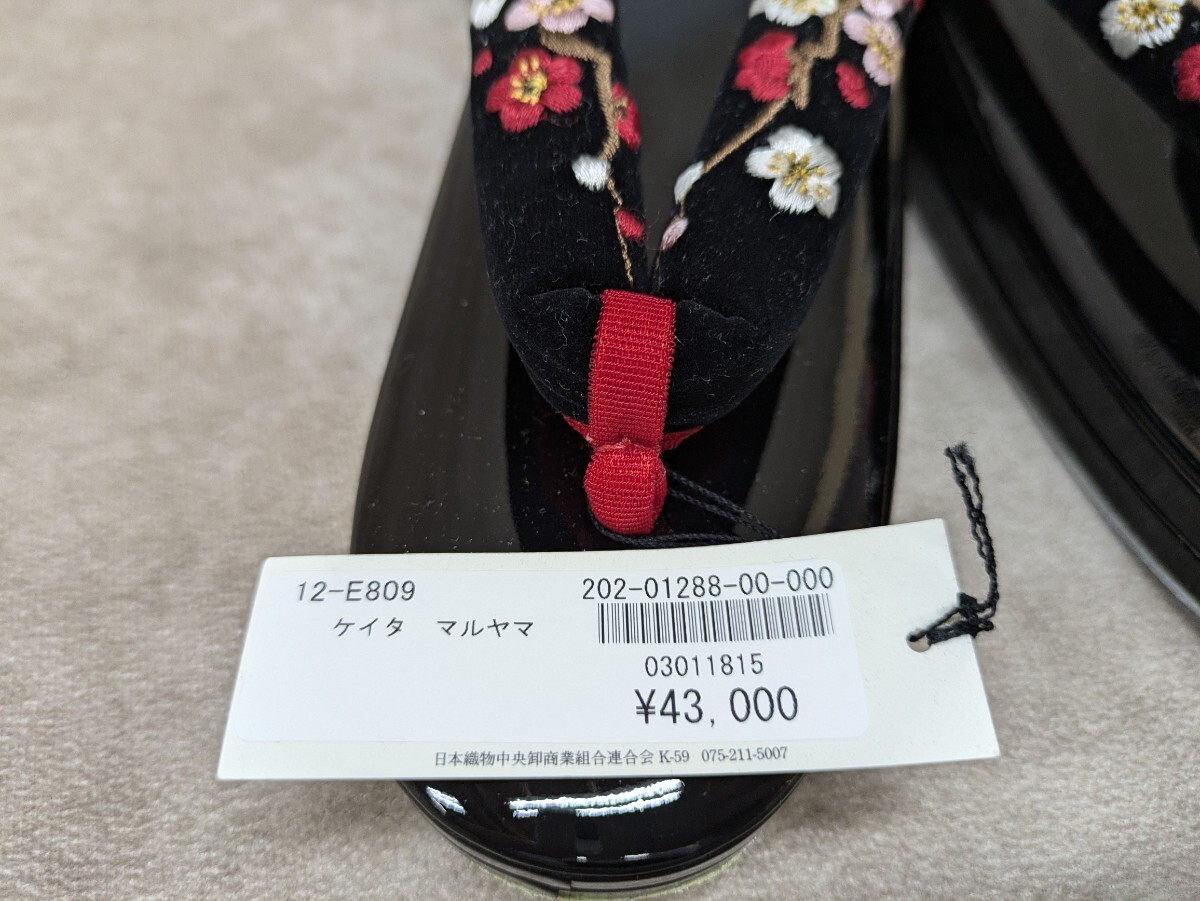 12-E809 202-01288-00-000
ケイタ マルヤマ
03011815
¥43,000
日本織物中央卸商業組合連合会 K-59 075-211-5007